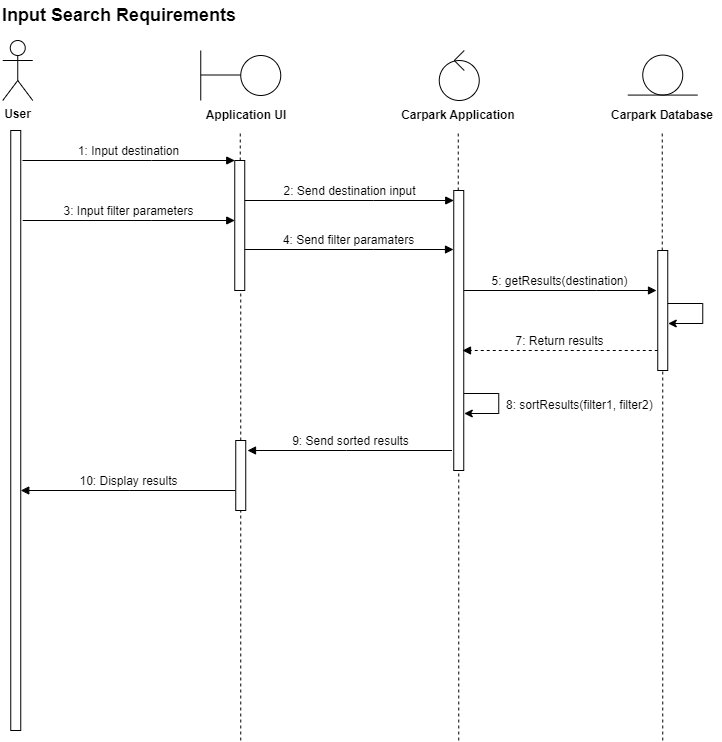 Input Search Requirements
User
Application UI
Carpark Application
Carpark Database
1: Input destination
2: Send destination input
3: Input filter parameters
4: Send filter paramaters
5: getResults(destination)
7: Return results
8: sortResults(filter1, filter2)
9: Send sorted results
10: Display results